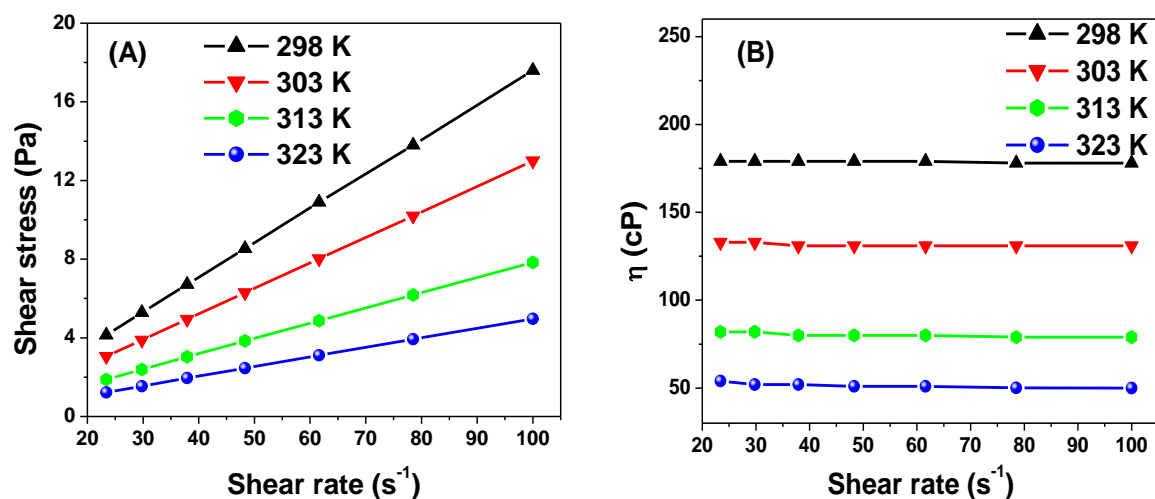 (A)
298 K
303 K
313 K
323 K
Shear stress (Pa)
20
16
12
8
4
0
20 30 40 50 60 70 80 90 100
Shear rate (s⁻¹)
(B)
298 K
303 K
313 K
323 K
η (cP)
250
200
150
100
50
20 30 40 50 60 70 80 90 100
Shear rate (s⁻¹)